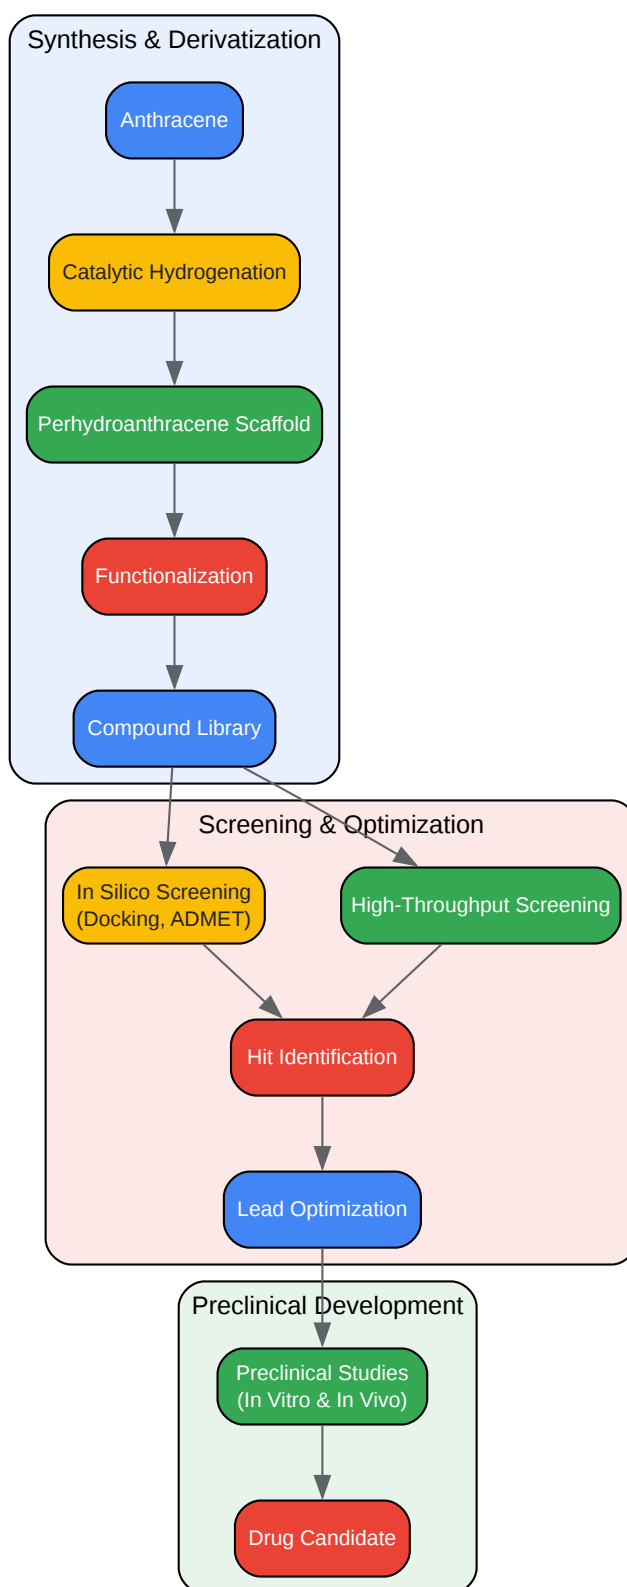 Synthesis & Derivatization
Anthracene
Catalytic Hydrogenation
Perhydroanthracene Scaffold
Functionalization
Compound Library
Screening & Optimization
In Silico Screening
(Docking, ADMET)
High-Throughput Screening
Hit Identification
Lead Optimization
Preclinical Development
Preclinical Studies
(In Vitro & In Vivo)
Drug Candidate